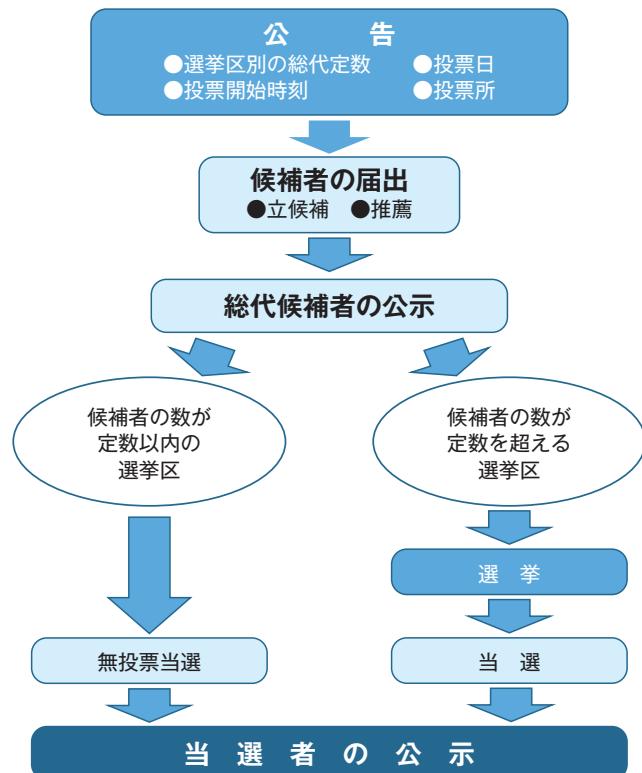 公 告
●選挙区別の総代定数 ●投票日
●投票開始時刻 ●投票所
候補者の届出
●立候補 ●推薦
総代候補者の公示
候補者の数が
定数以内の
選挙区
候補者の数が
定数を超える
選挙区
選 挙
無投票当選
当 選
当 選 者 の 公 示